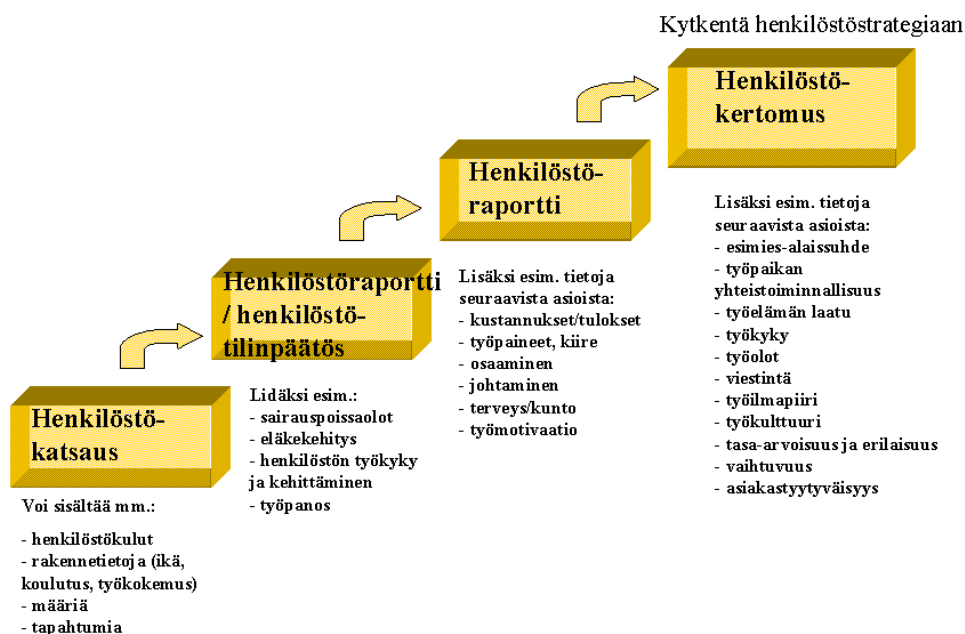 Kytkentä henkilöstöstrategiaan
Henkilöstö-
kertomus
Lisäksi esim. tietoja
seuraavista asioista:
- esimies-alaissuhde
- työpaikan
yhteistoiminnallisuus
- työelämän laatu
- työkyky
- työolot
- viestintä
- työilmapiiri
- työkulttuuri
- tasa-arvoisuus ja erilaisuus
- vaihtuvuus
- asiakastyytyväisyys
Henkilöstö-
raportti
Lisäksi esim. tietoja
seuraavista asioista:
- kustannukset/tulokset
- työpaineet, kiire
- osaaminen
- johtaminen
- terveys/kunto
- työmotivaatio
Henkilöstöraportti
/ henkilöstö-
tilinpäätös
Lidäksi esim.:
- sairauspoissaolot
- eläkekehitys
- henkilöstön työkyky
ja kehittäminen
- työpanos
Henkilöstö-
katsaus
Voi sisältää mm.:
- henkilöstökulut
- rakennetietoja (ikä,
koulutus, työkokemus)
- määriä
- tapahtumia